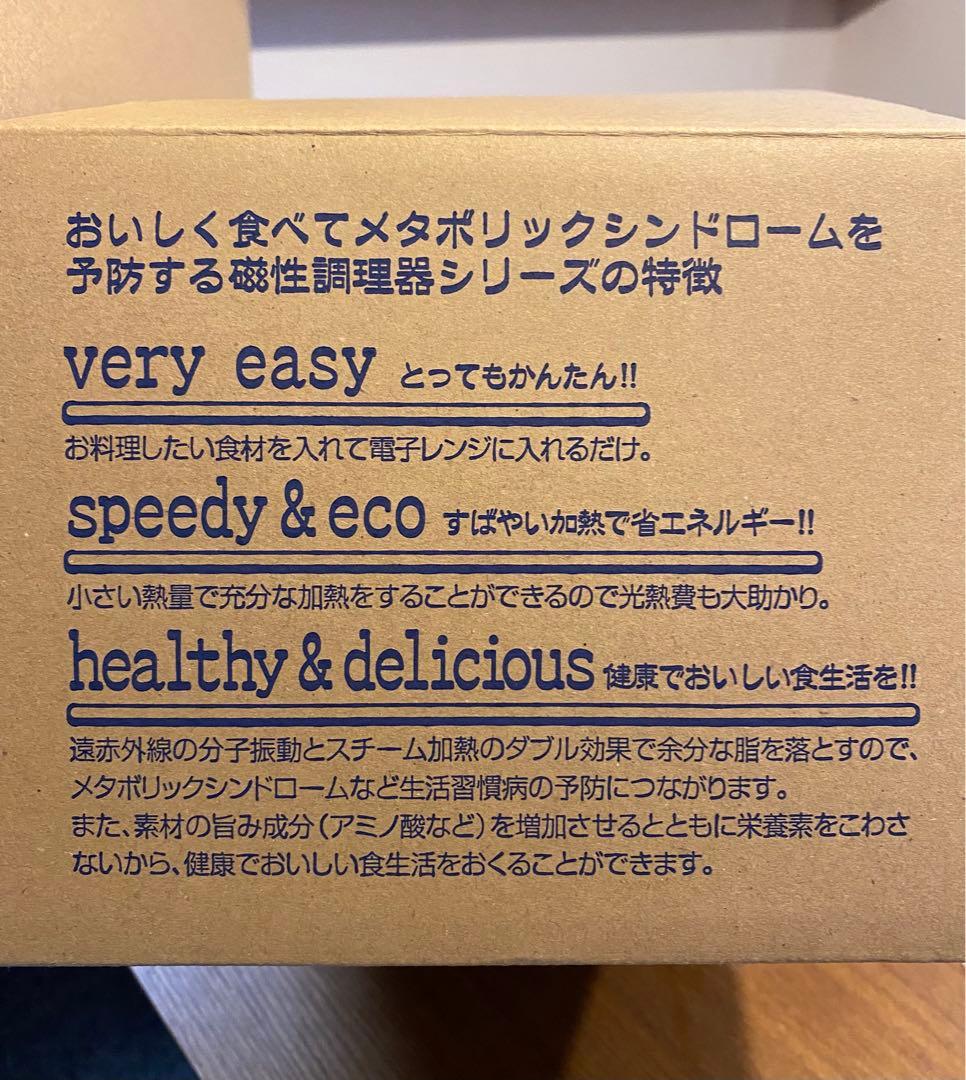 おいしく食べてメタボリックシンドロームを
予防する磁性調理器シリーズの特徴
very easy とってもかんたん!!
お料理したい食材を入れて電子レンジに入れるだけ。
speedy & eco すばやい加熱で省エネルギー!!
小さい熱量で充分な加熱をすることができるので光熱費も大助かり。
healthy & delicious 健康でおいしい食生活を!!
遠赤外線の分子振動とスチーム加熱のダブル効果で余分な脂を落とすので、
メタボリックシンドロームなど生活習慣病の予防につながります。
また、素材の旨み成分(アミノ酸など)を増加させるとともに栄養素をこわさ
ないから、健康でおいしい食生活をおくることができます。